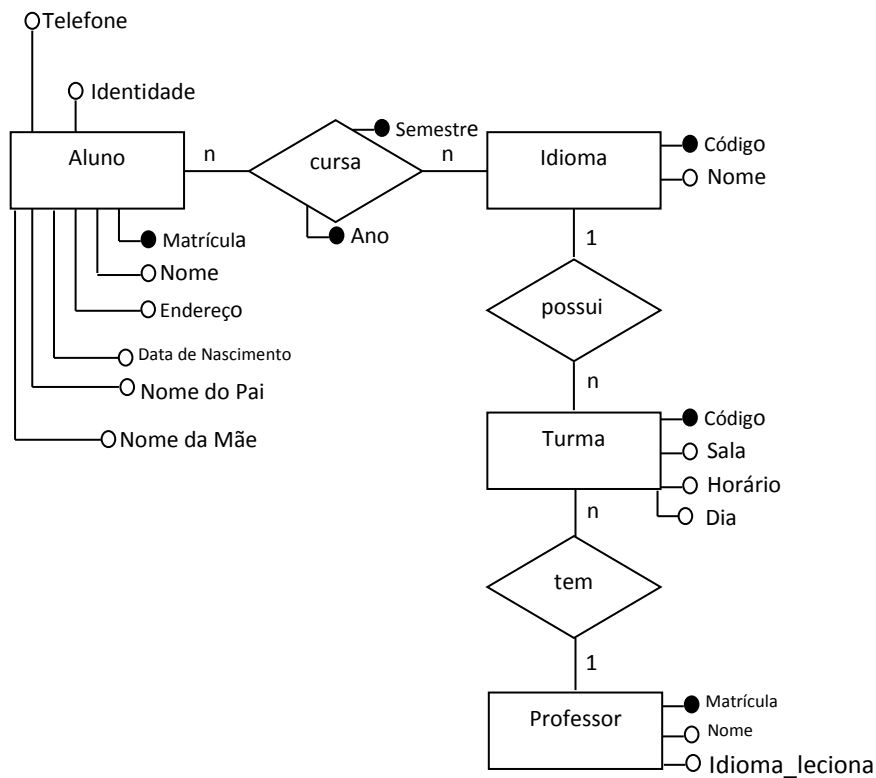 Telefone
Identidade
Semestre
Aluno
n
cursa
n
Idioma
Código
Nome
Matrícula
Ano
Nome
Endereço
Data de Nascimento
Nome do Pai
Nome da Mãe
1
possui
n
Turma
Código
Sala
Horário
Dia
n
tem
1
Professor
Matrícula
Nome
Idioma_leciona